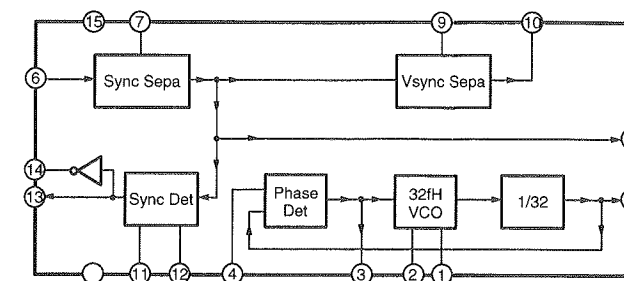 15 7 9 10
6 Sync Sepa Vsync Sepa
14
13 Sync Det Phase Det 32fH VCO 1/32
11 12 4 3 2 1